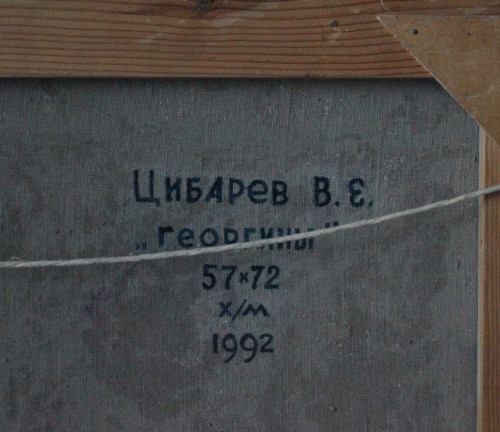 Цибарев В.Е.
„георгины"
57×72
х/м
1992